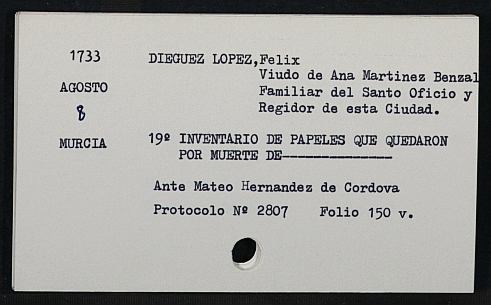 1733
DIEGUEZ LOPEZ, Felix
Viudo de Ana Martinez Benzal
AGOSTO
Familiar del Santo Oficio y
8
Regidor de esta Ciudad.
MURCIA
19º INVENTARIO DE PAPELES QUE QUEDARON
POR MUERTE DE--------------
Ante Mateo Hernandez de Cordova
Protocolo Nº 2807 Folio 150 v.